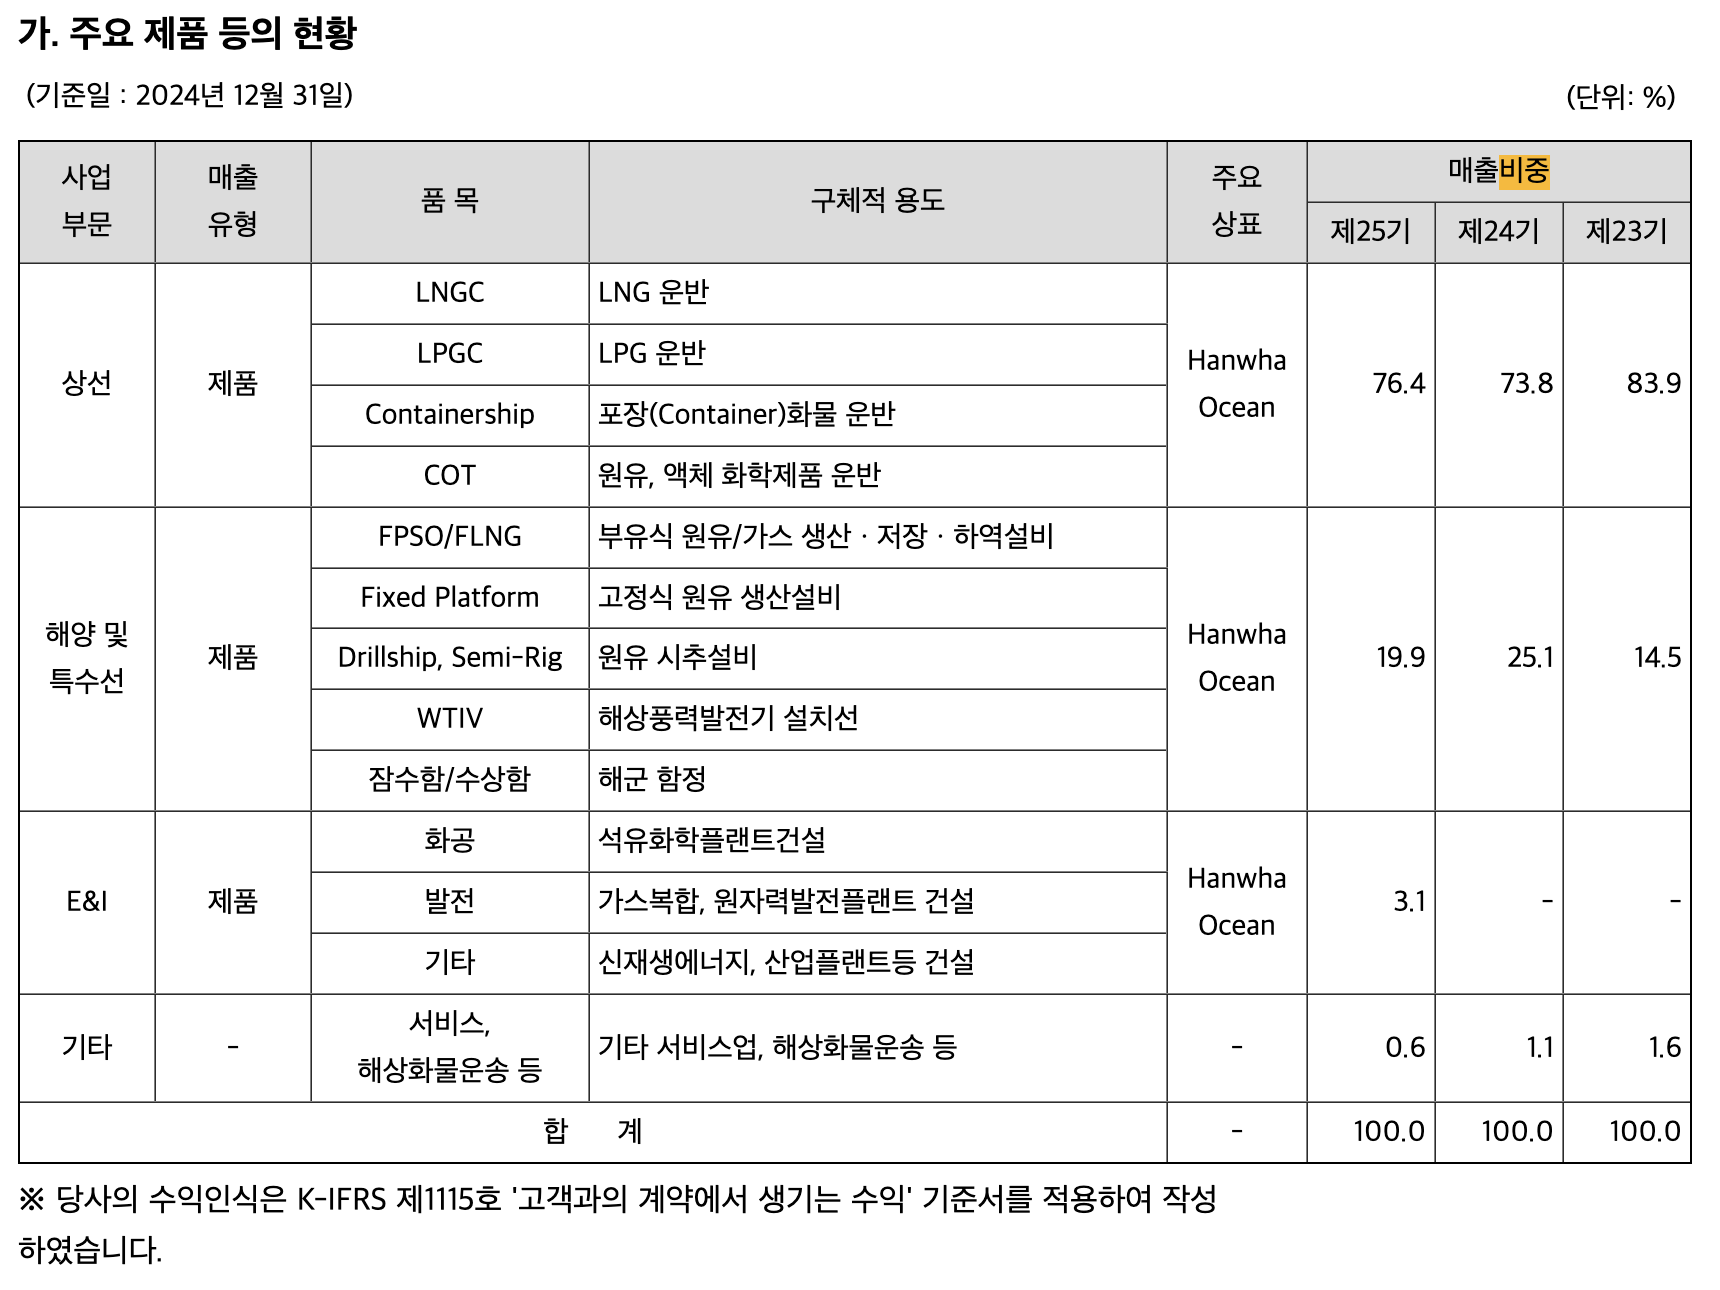 가. 주요 제품 등의 현황
(기준일 : 2024년 12월 31일) (단위: %)
사업 부문 매출 유형 품 목 구체적 용도 주요 상표 매출비중
제25기 제24기 제23기
상선 제품 LNGC LNG 운반 Hanwha Ocean 76.4 73.8 83.9
LPGC LPG 운반
Containership 포장(Container)화물 운반
COT 원유, 액체 화학제품 운반
해양 및 특수선 제품 FPSO/FLNG 부유식 원유/가스 생산 · 저장 · 하역설비 Hanwha Ocean 19.9 25.1 14.5
Fixed Platform 고정식 원유 생산설비
Drillship, Semi-Rig 원유 시추설비
WTIV 해상풍력발전기 설치선
잠수함/수상함 해군 함정
E&I 제품 화공 석유화학플랜트건설 Hanwha Ocean 3.1 - -
발전 가스복합, 원자력발전플랜트 건설
기타 신재생에너지, 산업플랜트등 건설
기타 - 서비스, 해상화물운송 등 기타 서비스업, 해상화물운송 등 - 0.6 1.1 1.6
합 계 - 100.0 100.0 100.0
※ 당사의 수익인식은 K-IFRS 제1115호 '고객과의 계약에서 생기는 수익' 기준서를 적용하여 작성
하였습니다.